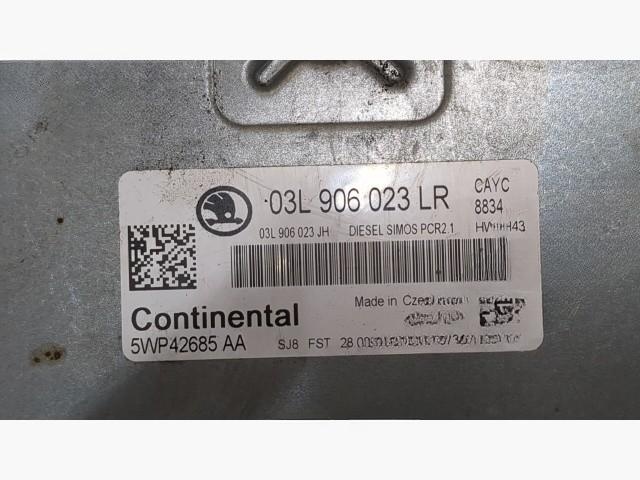 03L 906 023 LR
CAYC
8834
03L 906 023 JH DIESEL SIMOS PCR2.1
Continental
Made in
5WP42685 AA
SJ8 FST 28